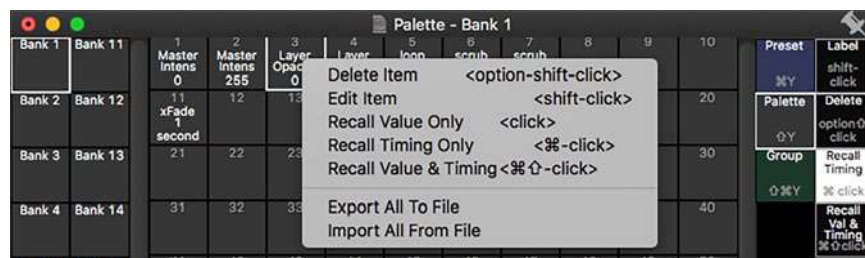 Palette - Bank 1
Bank 1 Bank 11
1 Master Intens 0
2 Master Intens 255
3 Layer Opac 0
4 Layer
5 loop
6 scrub
7 scrub
8
9
10
Preset ⌘Y
Label shift-click
Delete Item <option-shift-click>
Edit Item <shift-click>
Recall Value Only <click>
Recall Timing Only <⌘-click>
Recall Value & Timing<⌘⇧-click>
Export All To File
Import All From File
Bank 2 Bank 12
11 xFade 1 second
12
13
20
Palette ⇧Y
Delete option⇧ click
Bank 3 Bank 13
21
22
23
30
Group ⇧⌘Y
Recall Timing ⌘ click
Bank 4 Bank 14
31
32
33
40
Recall Val & Timing ⌘⇧click